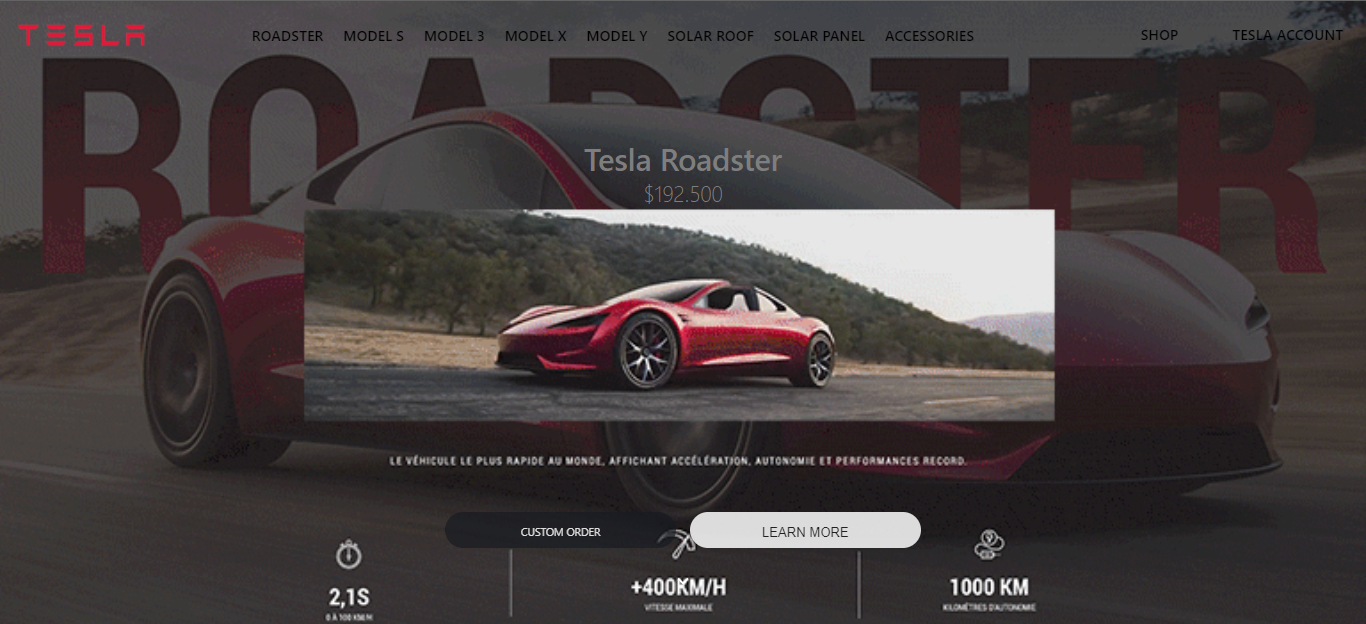 TESLA
ROADSTER MODEL S MODEL 3 MODEL X MODEL Y SOLAR ROOF SOLAR PANEL ACCESSORIES SHOP TESLA ACCOUNT
ROADSTER
Tesla Roadster
$192.500
LE VÉHICULE LE PLUS RAPIDE AU MONDE, AFFICHANT ACCÉLÉRATION, AUTONOMIE ET PERFORMANCES RECORD.
CUSTOM ORDER LEARN MORE
2,1S +400KM/H 1000 KM
0 À 100 KM/H VITESSE MAXIMALE KILOMÈTRES D'AUTONOMIE